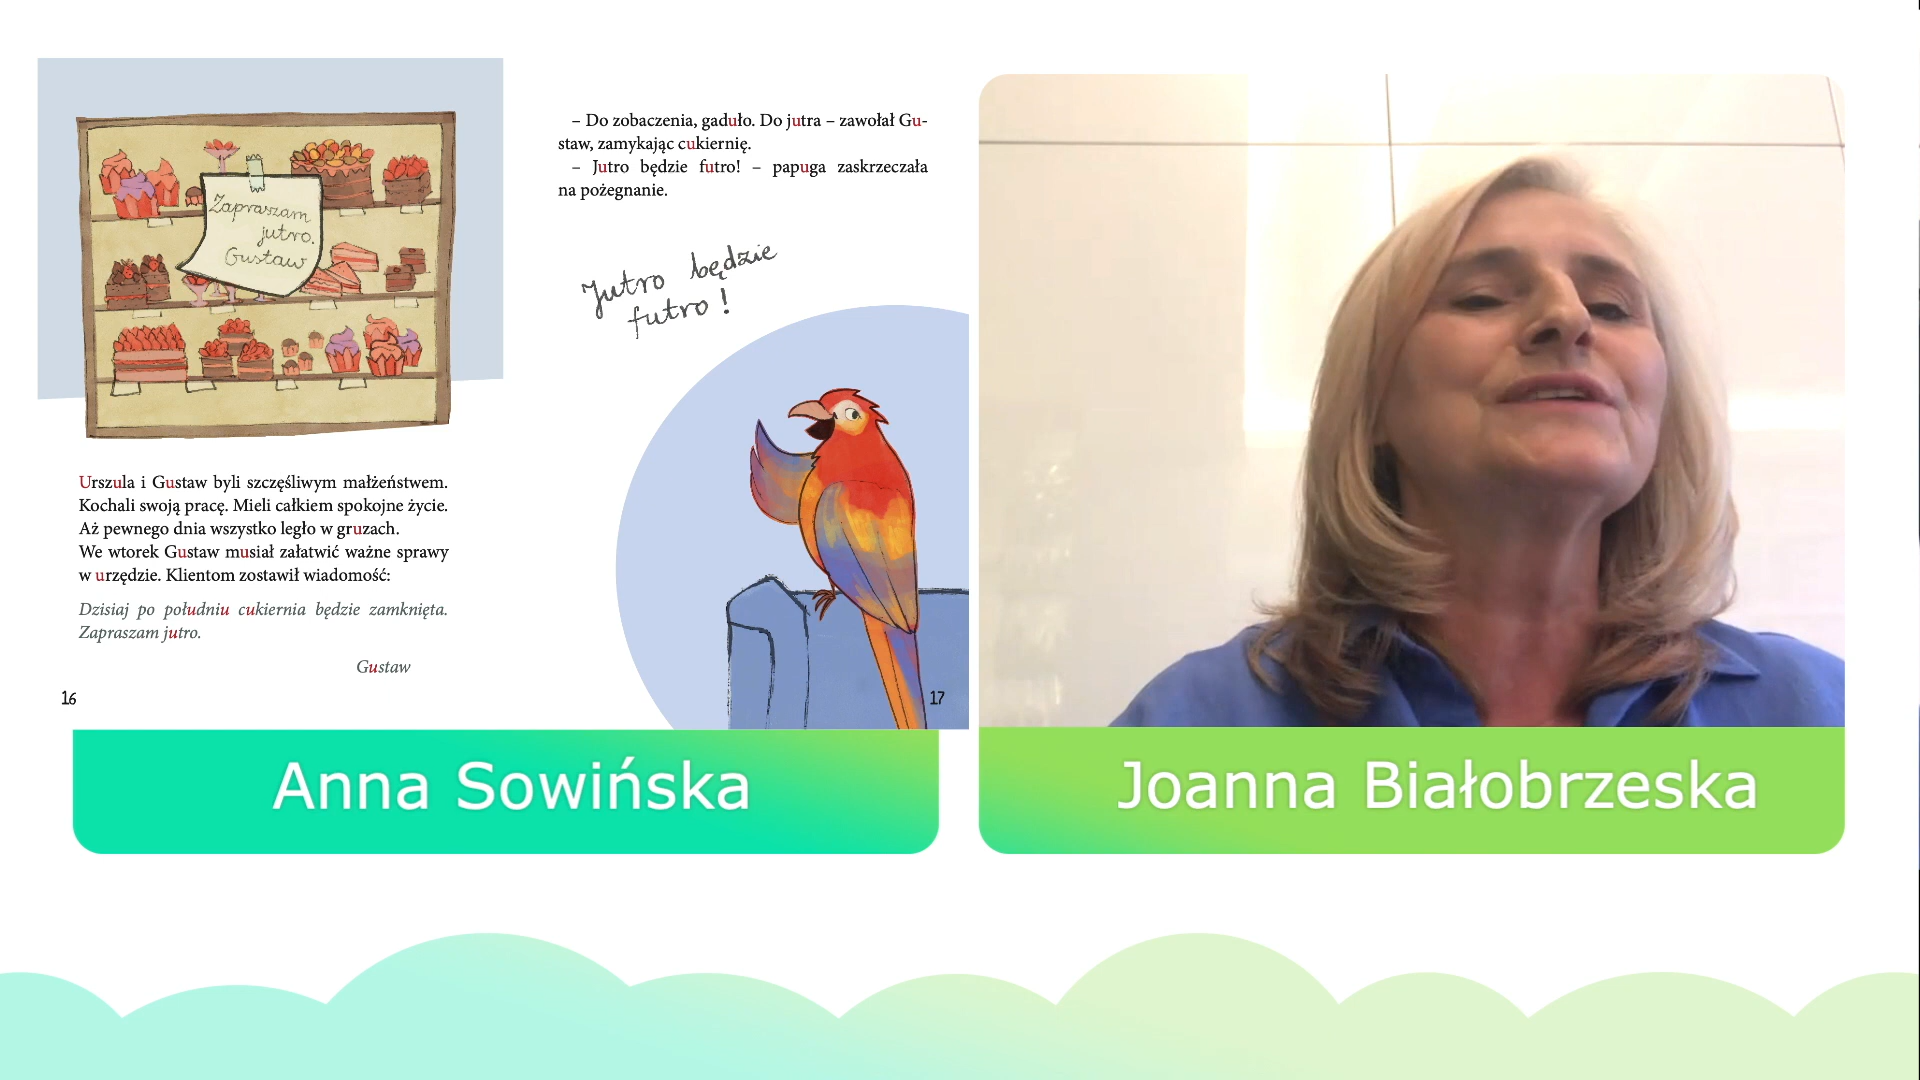 Zapraszam
jutro.
Gustaw
Urszula i Gustaw byli szczęśliwym małżeństwem.
Kochali swoją pracę. Mieli całkiem spokojne życie.
Aż pewnego dnia wszystko legło w gruzach.
We wtorek Gustaw musiał załatwić ważne sprawy
w urzędzie. Klientom zostawił wiadomość:
Dzisiaj po południu cukiernia będzie zamknięta.
Zapraszam jutro.
Gustaw
16
– Do zobaczenia, gaduło. Do jutra – zawołał Gu-
staw, zamykając cukiernię.
– Jutro będzie futro! – papuga zaskrzeczała
na pożegnanie.
Jutro będzie
futro!
17
Anna Sowińska
Joanna Białobrzeska